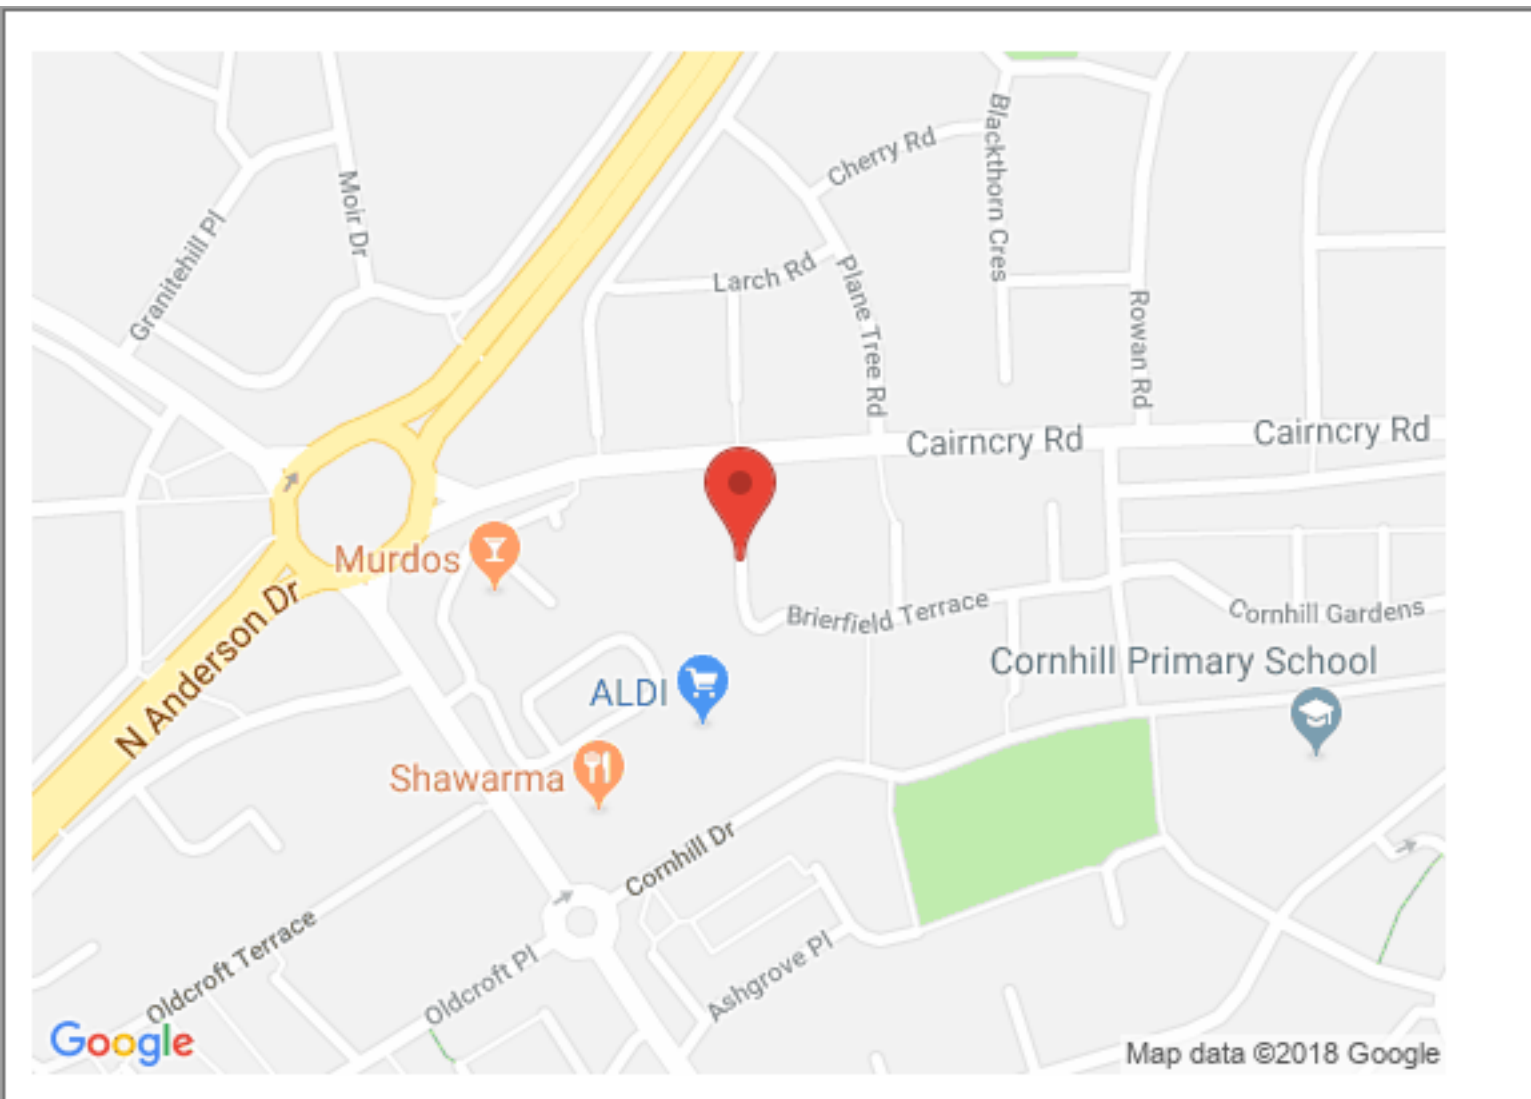 Blackthorn Cres
Cherry Rd
Moir Dr
Granitehill Pl
Larch Rd
Plane Tree Rd
Rowan Rd
Cairncry Rd
Cairncry Rd
Murdos
N Anderson Dr
Brierfield Terrace
Cornhill Gardens
Cornhill Primary School
ALDI
Shawarma
Cornhill Dr
Oldcroft Terrace
Oldcroft Pl
Ashgrove Pl
Google
Map data ©2018 Google